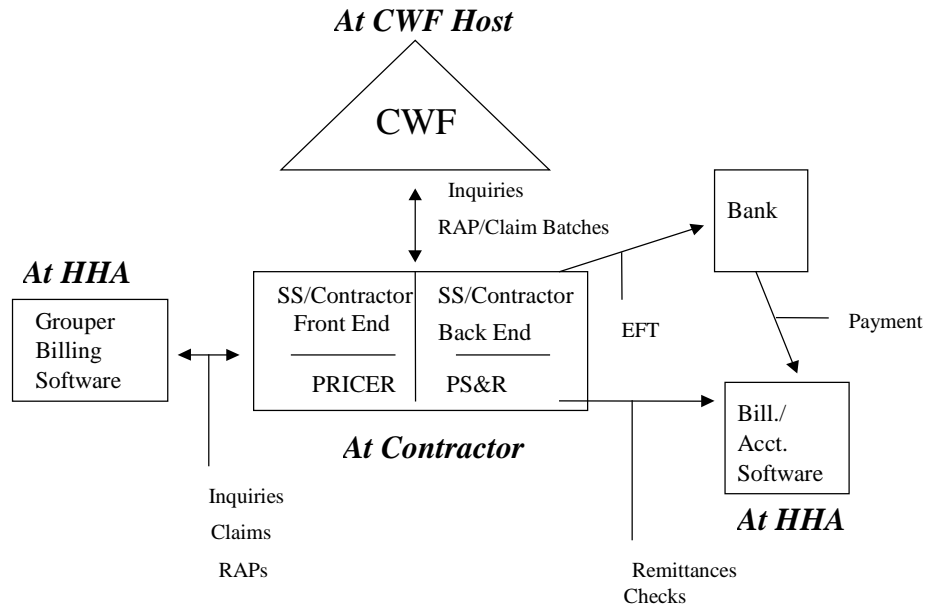 At CWF Host
CWF
Inquiries
RAP/Claim Batches
Bank
At HHA
Grouper
Billing
Software
SS/Contractor
Front End
PRICER
SS/Contractor
Back End
PS&R
EFT
Payment
At Contractor
Bill./
Acct.
Software
At HHA
Inquiries
Claims
RAPs
Remittances
Checks